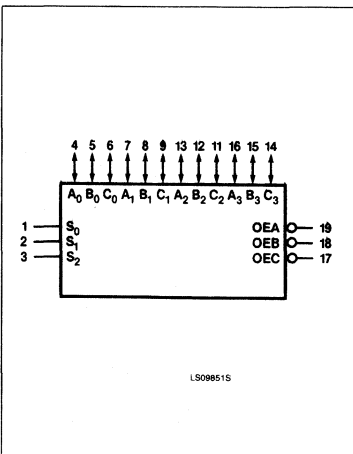 4 5 6 7 8 9 13 12 11 16 15 14
A₀ B₀ C₀ A₁ B₁ C₁ A₂ B₂ C₂ A₃ B₃ C₃
1 S₀ OEA 19
2 S₁ OEB 18
3 S₂ OEC 17
LS09851S